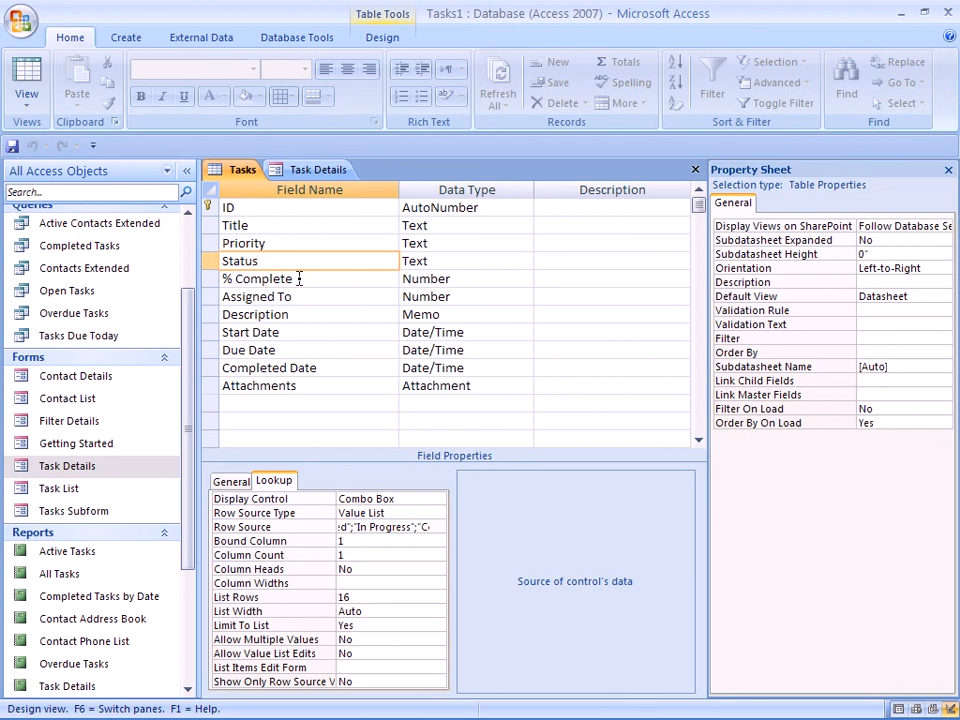 Table Tools
Tasks1 : Database (Access 2007) - Microsoft Access
Home Create External Data Database Tools Design
View
Views
Paste
Clipboard
B I U A
Font
Rich Text
Refresh All
New
Save
Delete
Totals
Spelling
More
Records
Filter
Selection
Advanced
Toggle Filter
Sort & Filter
Find
Replace
Go To
Select
Find
All Access Objects
Search...
Queries
Active Contacts Extended
Completed Tasks
Contacts Extended
Open Tasks
Overdue Tasks
Tasks Due Today
Forms
Contact Details
Contact List
Filter Details
Getting Started
Task Details
Task List
Tasks Subform
Reports
Active Tasks
All Tasks
Completed Tasks by Date
Contact Address Book
Contact Phone List
Overdue Tasks
Task Details
Tasks Task Details
Field Name Data Type Description
ID AutoNumber
Title Text
Priority Text
Status Text
% Complete Number
Assigned To Number
Description Memo
Start Date Date/Time
Due Date Date/Time
Completed Date Date/Time
Attachments Attachment
Field Properties
General Lookup
Display Control Combo Box
Row Source Type Value List
Row Source ed";"In Progress";"C
Bound Column 1
Column Count 1
Column Heads No
Column Widths
List Rows 16
List Width Auto
Limit To List Yes
Allow Multiple Values No
Allow Value List Edits No
List Items Edit Form
Show Only Row Source V No
Source of control's data
Property Sheet
Selection type: Table Properties
General
Display Views on SharePoint Follow Database Se
Subdatasheet Expanded No
Subdatasheet Height 0"
Orientation Left-to-Right
Description
Default View Datasheet
Validation Rule
Validation Text
Filter
Order By
Subdatasheet Name [Auto]
Link Child Fields
Link Master Fields
Filter On Load No
Order By On Load Yes
Design view. F6 = Switch panes. F1 = Help.